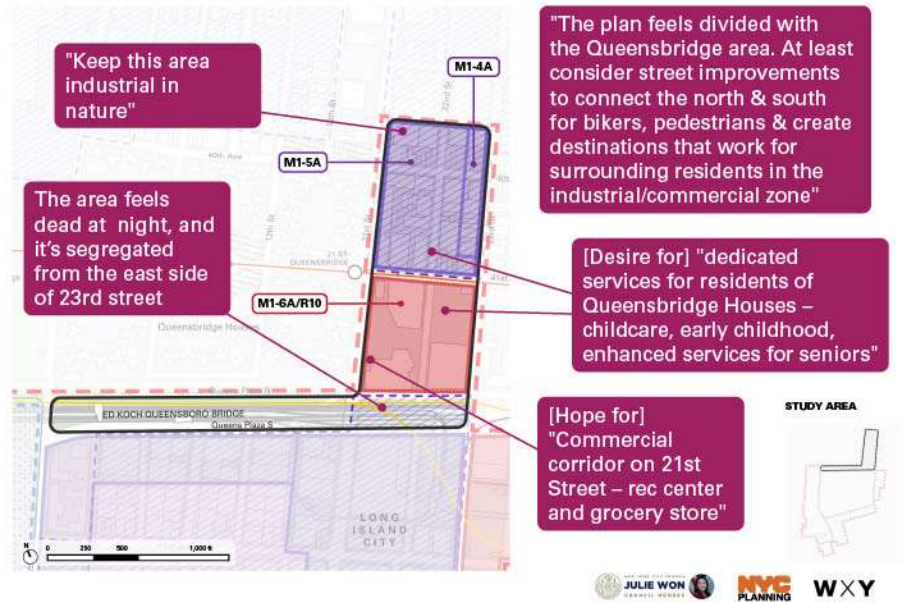 "Keep this area
industrial in
nature"
M1-4A
M1-5A
"The plan feels divided with
the Queensbridge area. At least
consider street improvements
to connect the north & south
for bikers, pedestrians & create
destinations that work for
surrounding residents in the
industrial/commercial zone"
40th Ave
12th St
21 ST
QUEENSBRIDGE
The area feels
dead at night, and
it's segregated
from the east side
of 23rd street
M1-6A/R10
Queensbridge Houses
[Desire for] "dedicated
services for residents of
Queensbridge Houses –
childcare, early childhood,
enhanced services for seniors"
ED KOCH QUEENSBORO BRIDGE
Queens Plaza S
[Hope for]
"Commercial
corridor on 21st
Street – rec center
and grocery store"
STUDY AREA
LONG
ISLAND
CITY
N
0 250 500 1,000 ft
NEW YORK CITY COUNCIL
JULIE WON
COUNCIL MEMBER
NYC
PLANNING
WXY